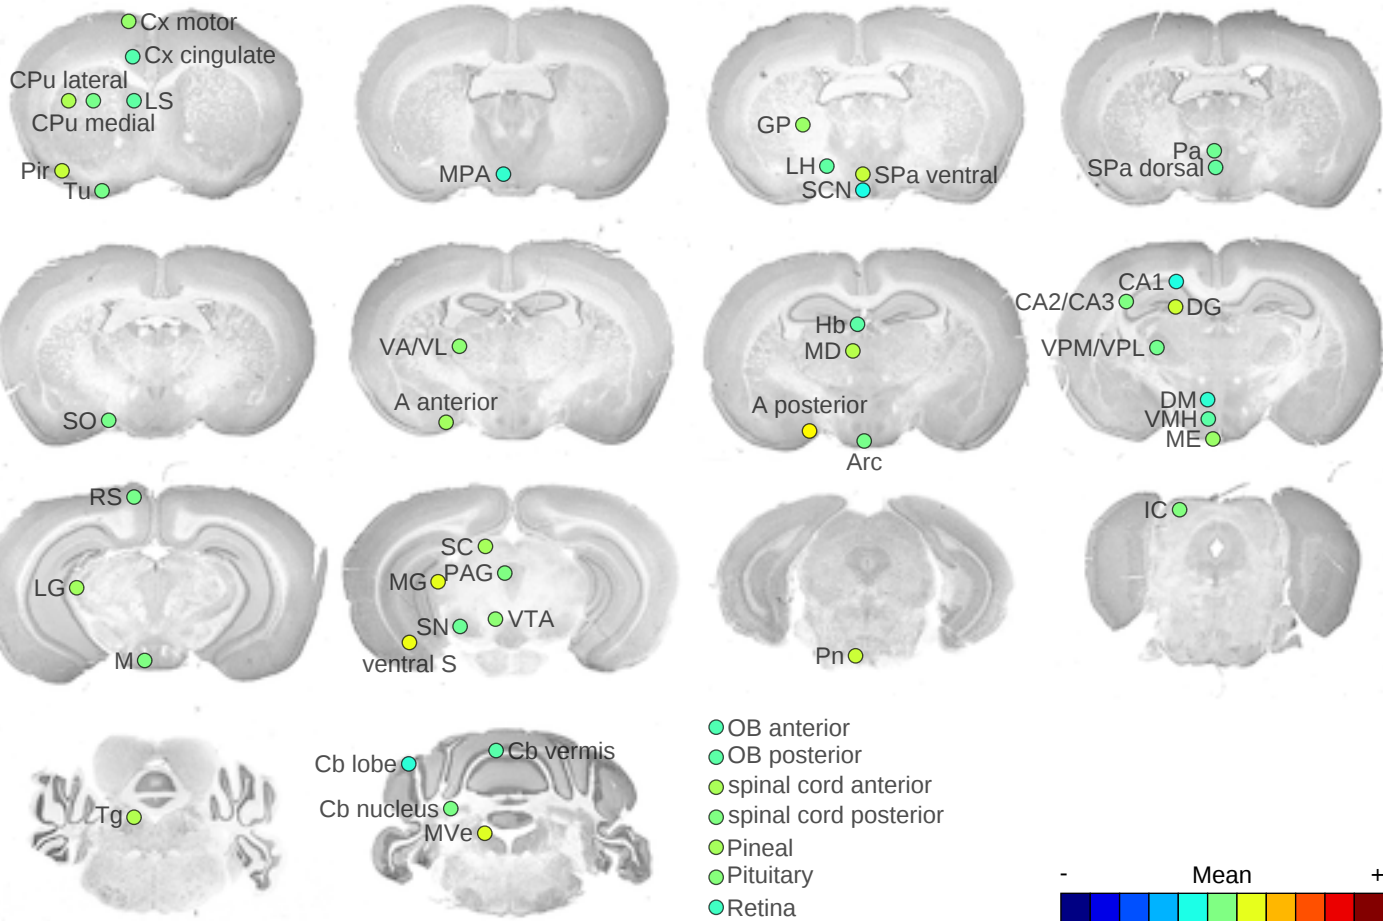 Cx motor
Cx cingulate
CPu lateral
LS
CPu medial
Pir
Tu
MPA
GP
LH
SPa ventral
SCN
Pa
SPa dorsal
SO
VA/VL
A anterior
Hb
MD
A posterior
Arc
CA1
CA2/CA3
DG
VPM/VPL
DM
VMH
ME
RS
LG
M
SC
MG
PAG
SN
VTA
ventral S
Pn
IC
Tg
Cb lobe
Cb vermis
Cb nucleus
MVe
OB anterior
OB posterior
spinal cord anterior
spinal cord posterior
Pineal
Pituitary
Retina
- Mean +